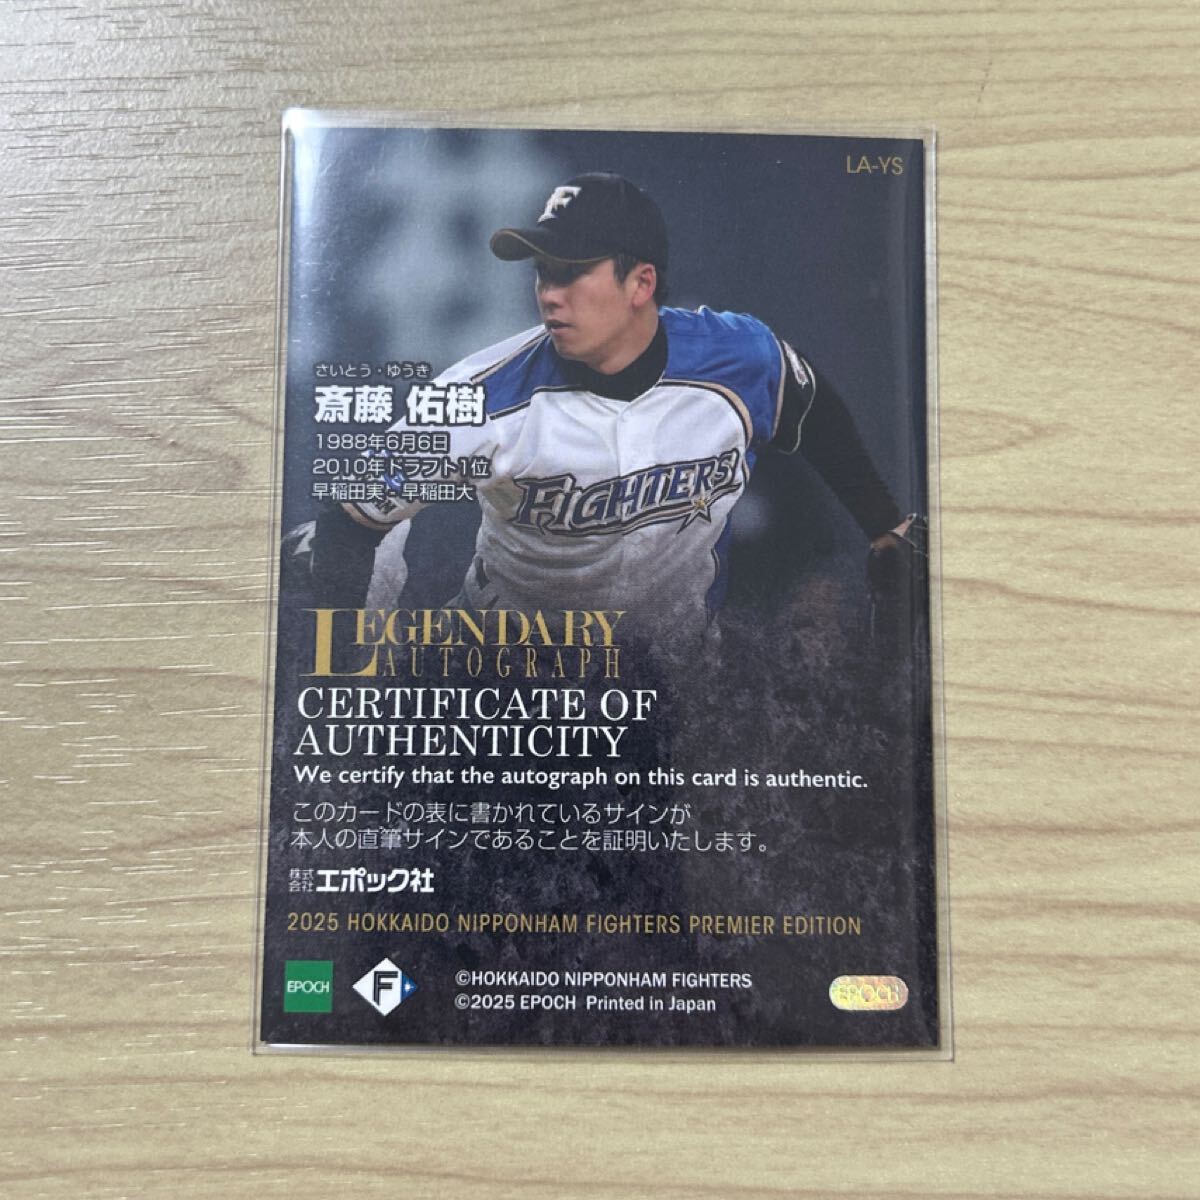 LA-YS
F
さいとう・ゆうき
斎藤 佑樹
1988年6月6日
2010年ドラフト1位
早稲田実 - 早稲田大
FIGHTERS
LEGENDARY
AUTOGRAPH
CERTIFICATE OF
AUTHENTICITY
We certify that the autograph on this card is authentic.
このカードの表に書かれているサインが
本人の直筆サインであることを証明いたします。
株式会社エポック社
2025 HOKKAIDO NIPPONHAM FIGHTERS PREMIER EDITION
EPOCH
F
©HOKKAIDO NIPPONHAM FIGHTERS
©2025 EPOCH Printed in Japan
EPOCH